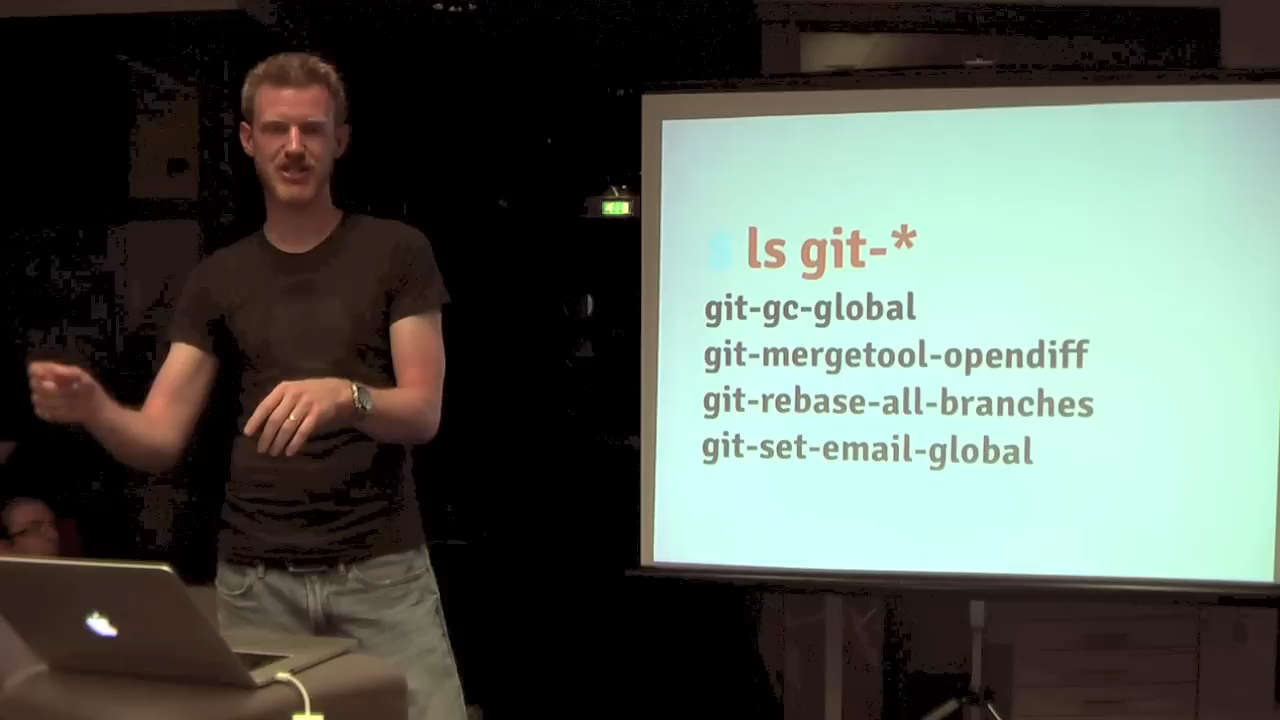 $ ls git-*
git-gc-global
git-mergetool-opendiff
git-rebase-all-branches
git-set-email-global